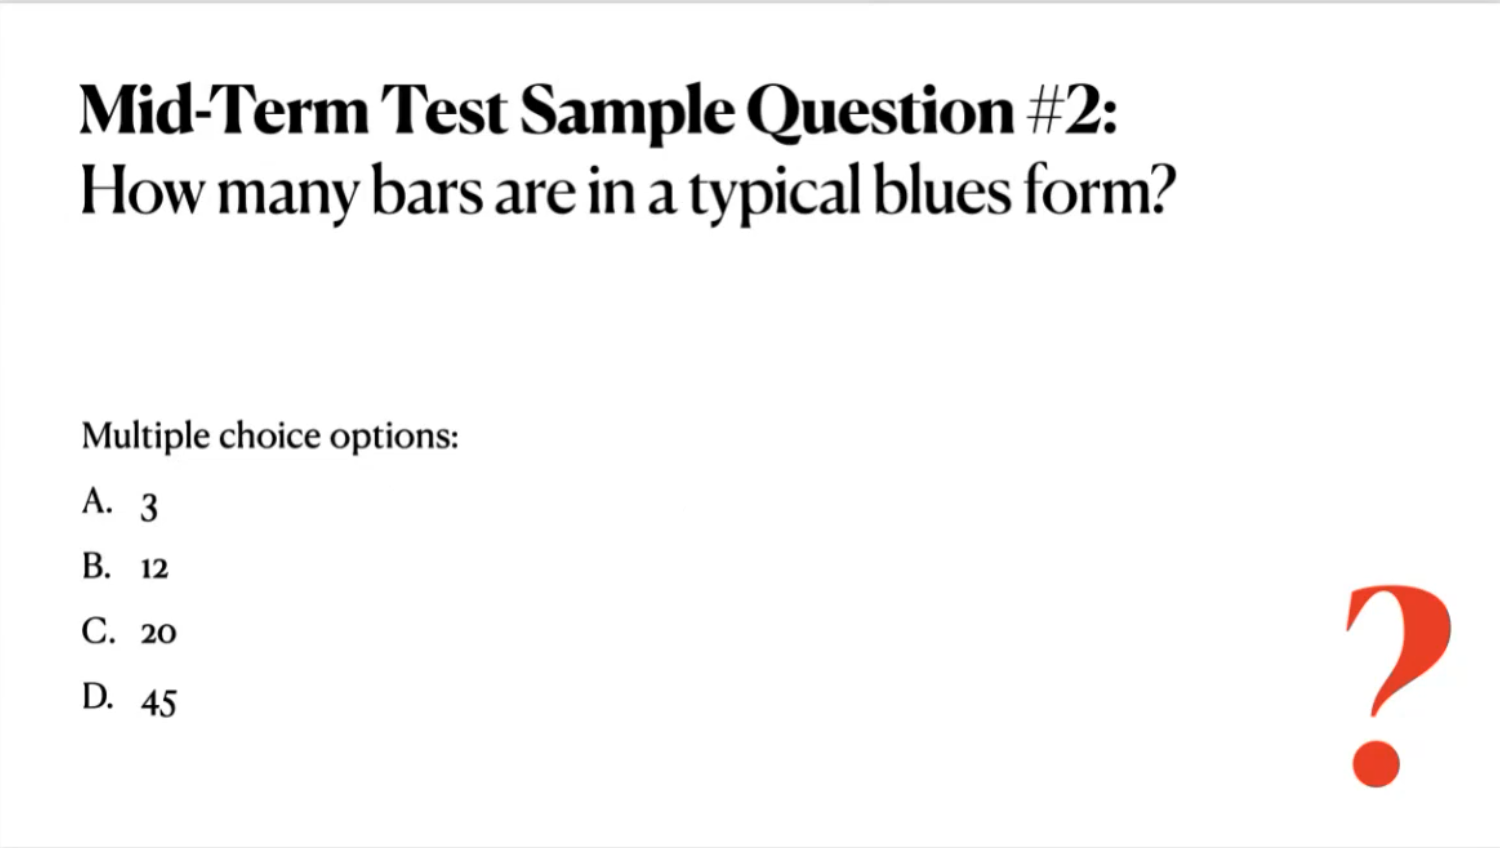 Mid-Term Test Sample Question #2:
How many bars are in a typical blues form?
Multiple choice options:
A. 3
B. 12
C. 20
D. 45
?